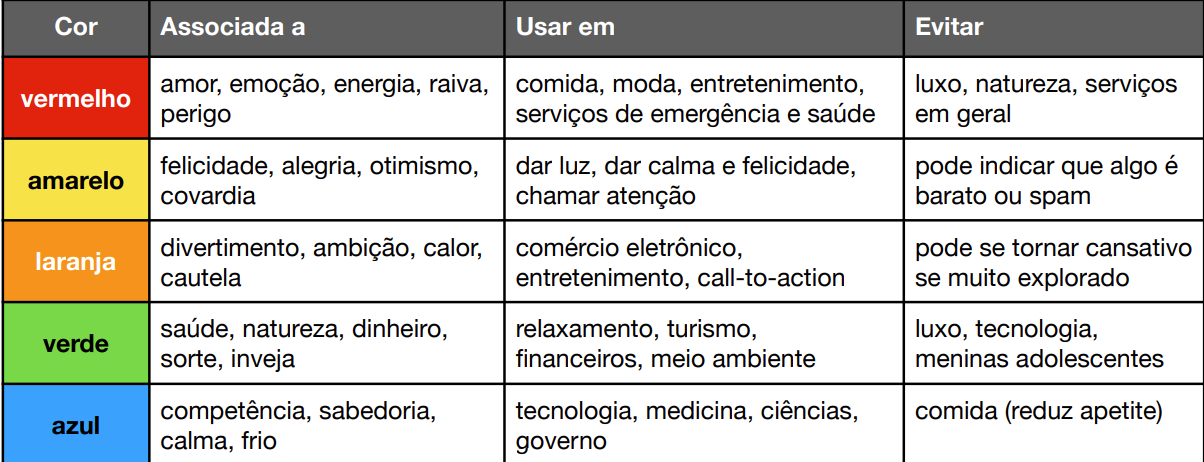 Cor Associada a Usar em Evitar
vermelho
amor, emoção, energia, raiva,
perigo
comida, moda, entretenimento,
serviços de emergência e saúde
luxo, natureza, serviços
em geral
amarelo
felicidade, alegria, otimismo,
covardia
dar luz, dar calma e felicidade,
chamar atenção
pode indicar que algo é
barato ou spam
laranja
divertimento, ambição, calor,
cautela
comércio eletrônico,
entretenimento, call-to-action
pode se tornar cansativo
se muito explorado
verde
saúde, natureza, dinheiro,
sorte, inveja
relaxamento, turismo,
financeiros, meio ambiente
luxo, tecnologia,
meninas adolescentes
azul
competência, sabedoria,
calma, frio
tecnologia, medicina, ciências,
governo
comida (reduz apetite)